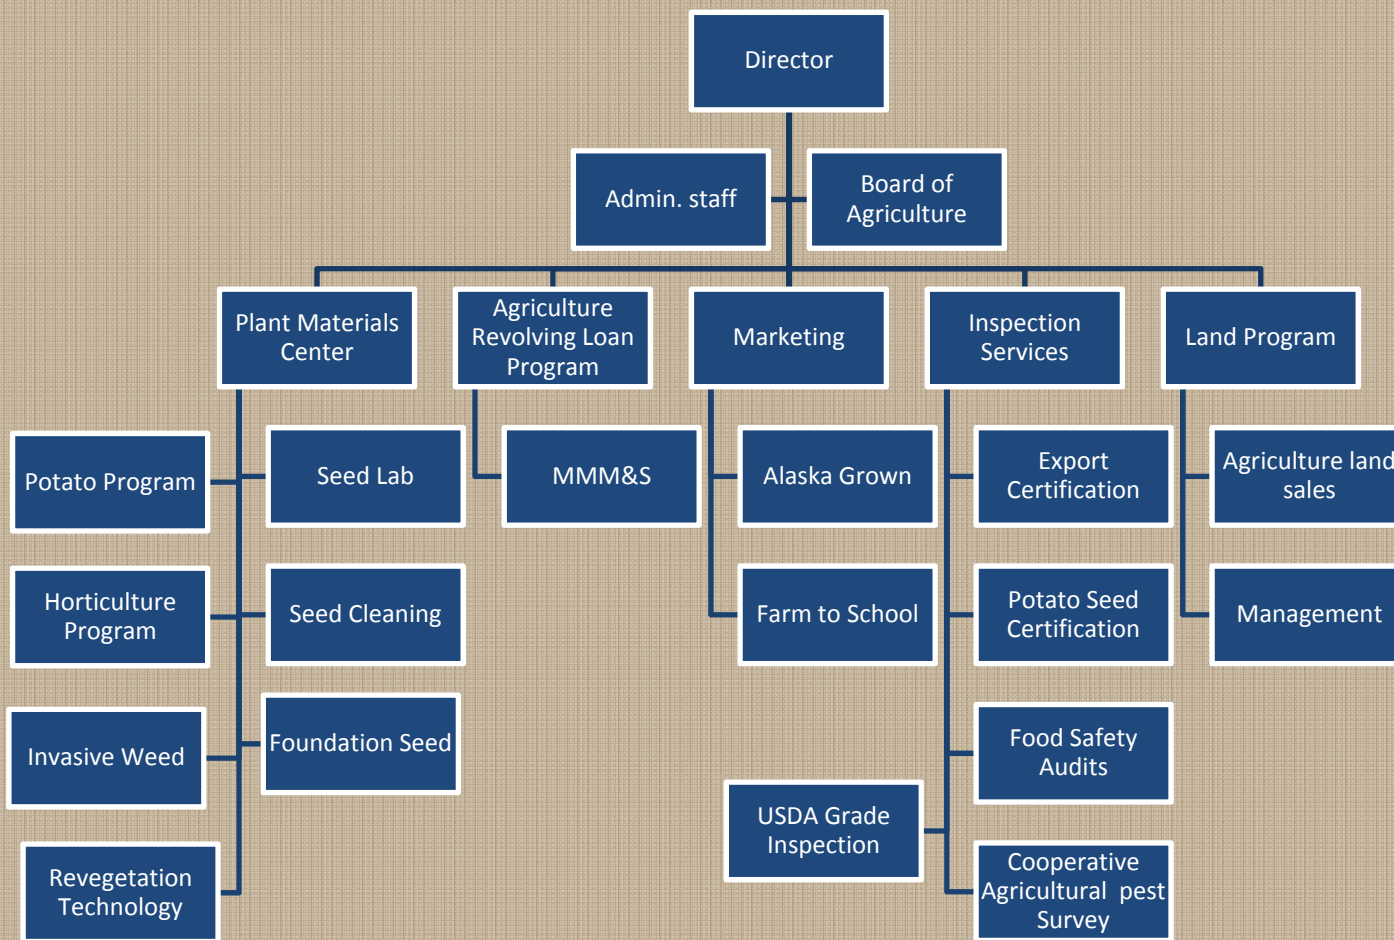 Director
Admin. staff
Board of
Agriculture
Plant Materials
Center
Agriculture
Revolving Loan
Program
Marketing
Inspection
Services
Land Program
Potato Program
Seed Lab
MMM&S
Alaska Grown
Export
Certification
Agriculture land
sales
Horticulture
Program
Seed Cleaning
Farm to School
Potato Seed
Certification
Management
Invasive Weed
Foundation Seed
Food Safety
Audits
USDA Grade
Inspection
Revegetation
Technology
Cooperative
Agricultural pest
Survey